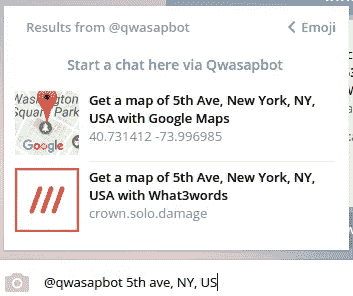 Results from @qwasapbot
Emoji
Start a chat here via Qwasapbot
Washington
Square Park
Google
Get a map of 5th Ave, New York, NY,
USA with Google Maps
40.731412 -73.996985
Get a map of 5th Ave, New York, NY,
USA with What3words
crown.solo.damage
@qwasapbot 5th ave, NY, US